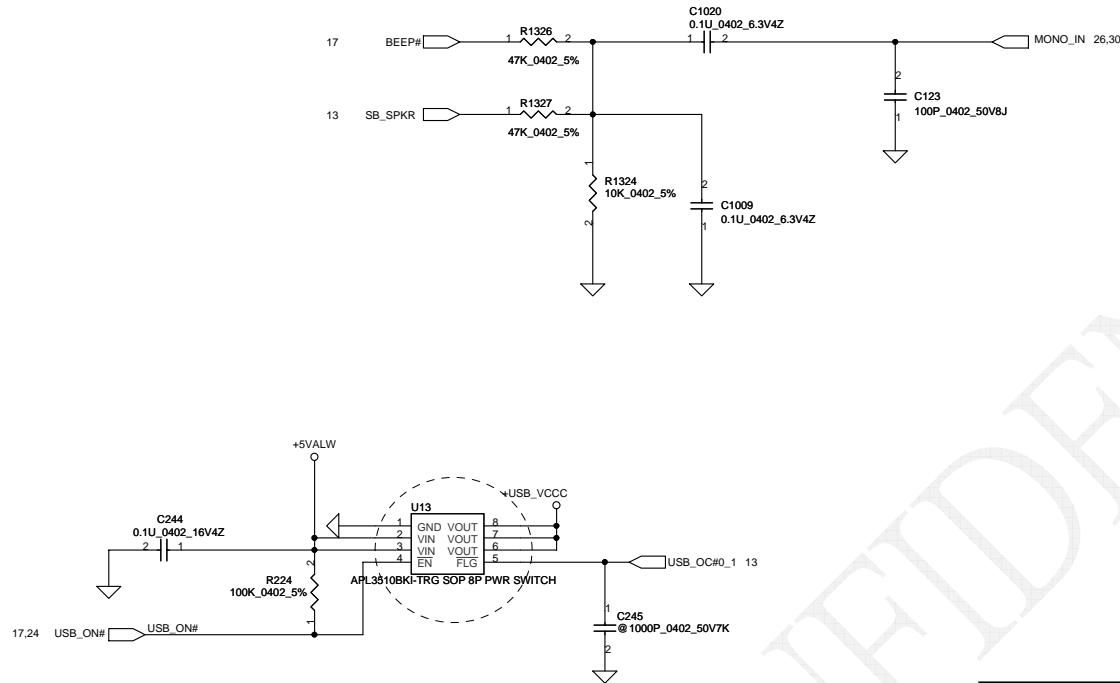 C1020
0.1U_0402_6.3V4Z
1 2
R1326
17 BEEP# 1 2
47K_0402_5%
MONO_IN 26,30
2
C123
100P_0402_50V8J
1
R1327
13 SB_SPKR 1 2
47K_0402_5%
1
R1324
10K_0402_5%
2
2
C1009
0.1U_0402_6.3V4Z
1
+5VALW
+USB_VCCC
U13
C244
0.1U_0402_16V4Z
2 1
1 GND VOUT 8
2 VIN VOUT 7
3 VIN VOUT 6
4 EN FLG 5
APL3510BKI-TRG SOP 8P PWR SWITCH
USB_OC#0_1 13
2
R224
100K_0402_5%
1
1
C245
@1000P_0402_50V7K
2
17,24 USB_ON# USB_ON#